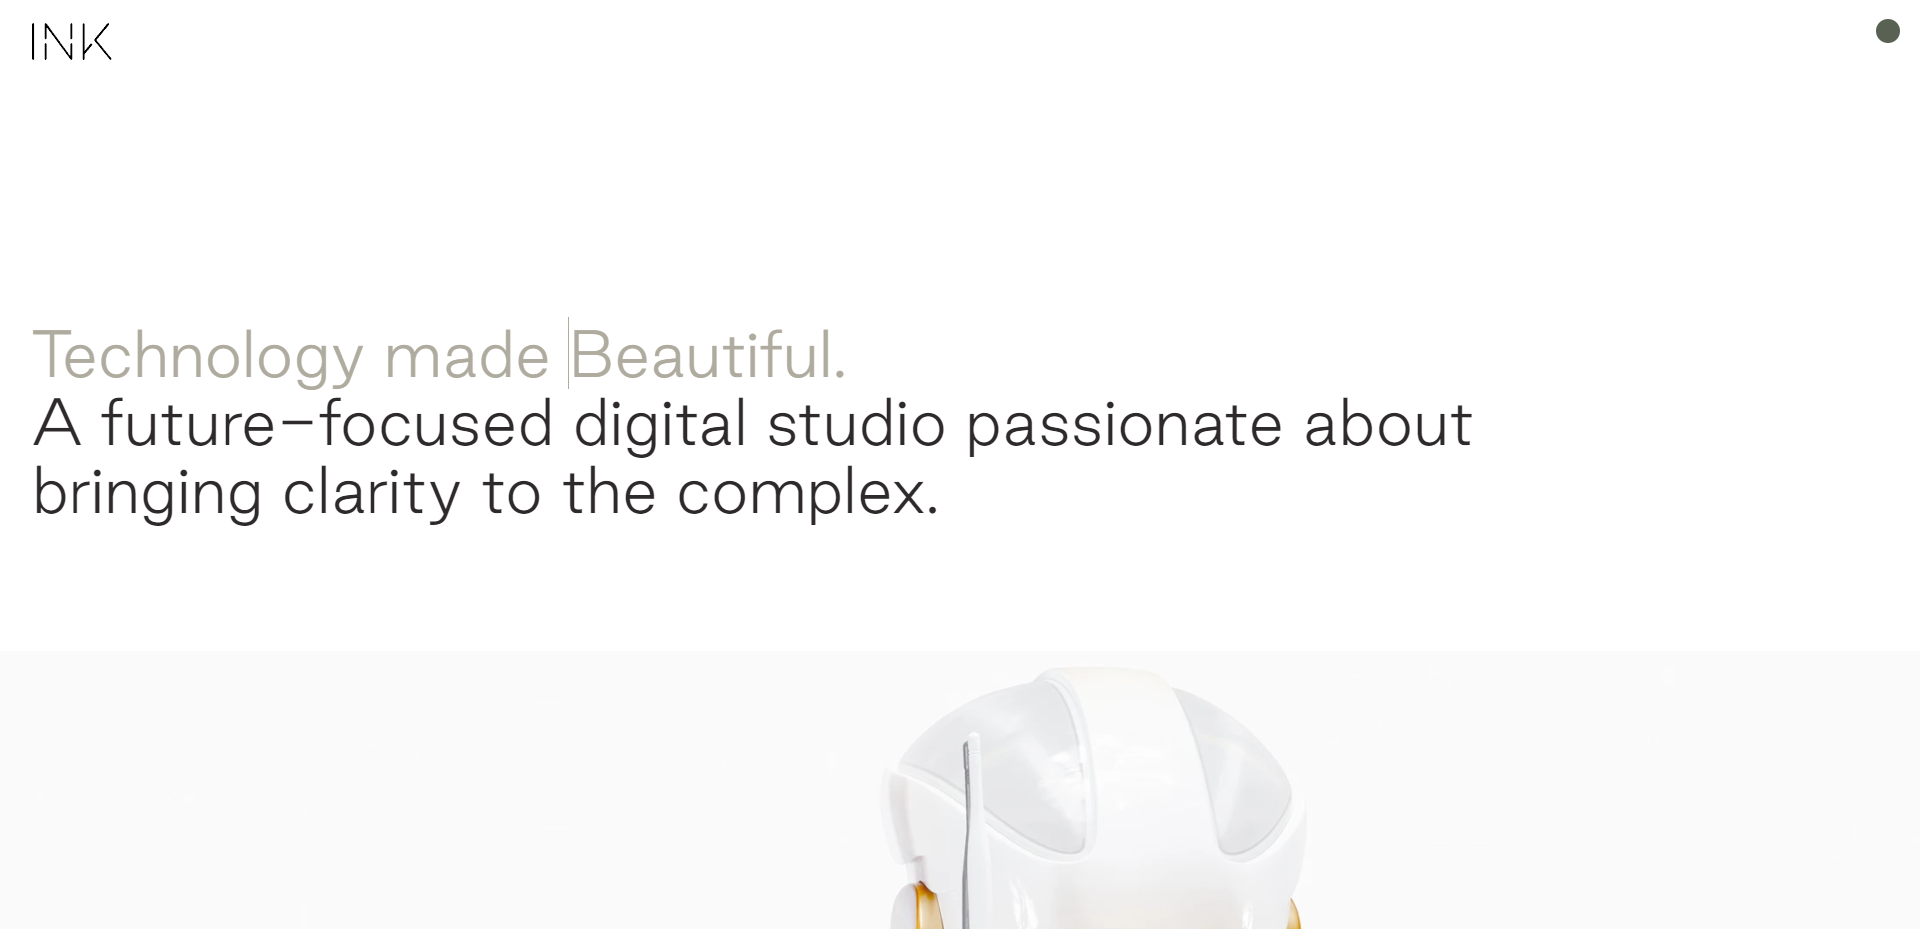 INK
Technology made Beautiful.
A future-focused digital studio passionate about
bringing clarity to the complex.